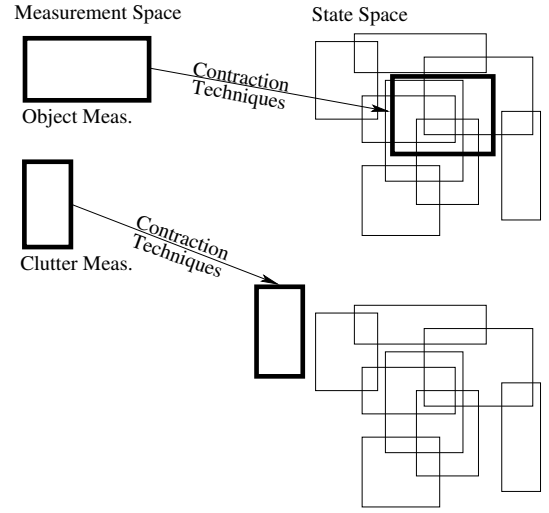 Measurement Space
State Space
Contraction
Techniques
Object Meas.
Contraction
Techniques
Clutter Meas.